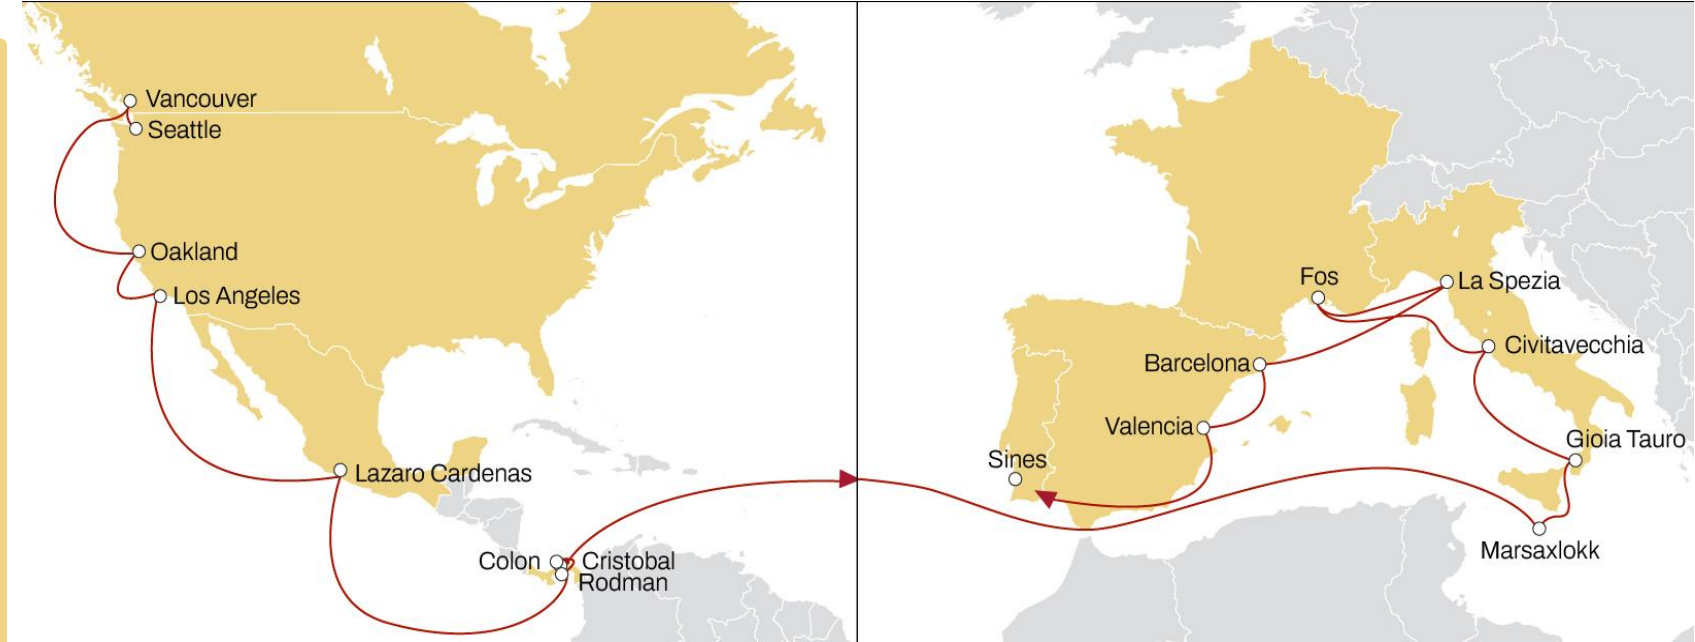 Vancouver
Seattle
Oakland
Los Angeles
Lazaro Cardenas
Colon
Cristobal
Rodman
Fos
La Spezia
Civitavecchia
Barcelona
Valencia
Gioia Tauro
Sines
Marsaxlokk